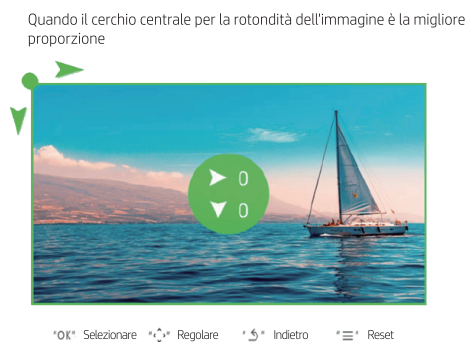 Quando il cerchio centrale per la rotondità dell'immagine è la migliore
proporzione
0
0
"OK" Selezionare " " Regolare " " Indietro " " Reset